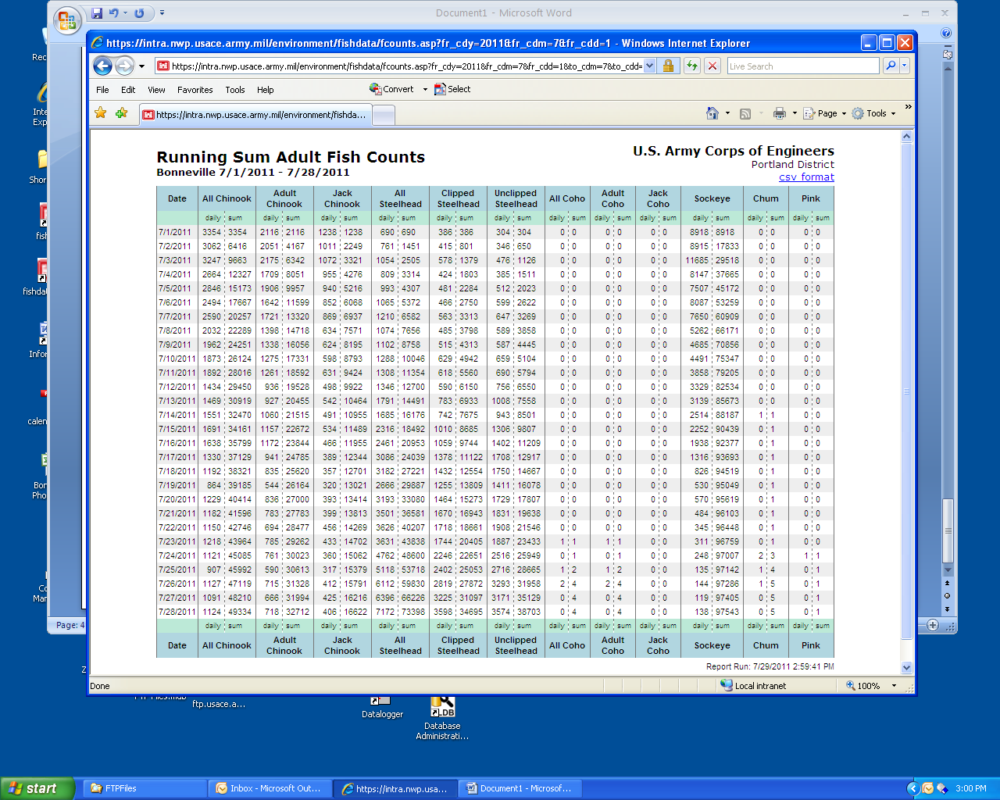 Document1 - Microsoft Word
https://intra.nwp.usace.army.mil/environment/fishdata/fcounts.asp?fr_cdy=2011&fr_cdm=7&fr_cdd=1 - Windows Internet Explorer
https://intra.nwp.usace.army.mil/environment/fishdata/fcounts.asp?fr_cdy=2011&fr_cdm=7&fr_cdd=1&to_cdm=7&to_cdd= Live Search
File Edit View Favorites Tools Help Convert Select
https://intra.nwp.usace.army.mil/environment/fishda... Page Tools
Running Sum Adult Fish Counts
Bonneville 7/1/2011 - 7/28/2011
U.S. Army Corps of Engineers
Portland District
csv format
Date All Chinook Adult Chinook Jack Chinook All Steelhead Clipped Steelhead Unclipped Steelhead All Coho Adult Coho Jack Coho Sockeye Chum Pink
daily sum daily sum daily sum daily sum daily sum daily sum daily sum daily sum daily sum daily sum daily sum daily sum
7/1/2011 3354 3354 2116 2116 1238 1238 690 690 386 386 304 304 0 0 0 0 0 0 8918 8918 0 0 0 0
7/2/2011 3062 6416 2051 4167 1011 2249 761 1451 415 801 346 650 0 0 0 0 0 0 8915 17833 0 0 0 0
7/3/2011 3247 9663 2175 6342 1072 3321 1054 2505 578 1379 476 1126 0 0 0 0 0 0 11685 29518 0 0 0 0
7/4/2011 2664 12327 1709 8051 955 4276 809 3314 424 1803 385 1511 0 0 0 0 0 0 8147 37665 0 0 0 0
7/5/2011 2846 15173 1906 9957 940 5216 993 4307 481 2284 512 2023 0 0 0 0 0 0 7507 45172 0 0 0 0
7/6/2011 2494 17667 1642 11599 852 6068 1065 5372 466 2750 599 2622 0 0 0 0 0 0 8087 53259 0 0 0 0
7/7/2011 2590 20257 1721 13320 869 6937 1210 6582 563 3313 647 3269 0 0 0 0 0 0 7650 60909 0 0 0 0
7/8/2011 2032 22289 1398 14718 634 7571 1074 7656 485 3798 589 3858 0 0 0 0 0 0 5262 66171 0 0 0 0
7/9/2011 1962 24251 1338 16056 624 8195 1102 8758 515 4313 587 4445 0 0 0 0 0 0 4685 70856 0 0 0 0
7/10/2011 1873 26124 1275 17331 598 8793 1288 10046 629 4942 659 5104 0 0 0 0 0 0 4491 75347 0 0 0 0
7/11/2011 1892 28016 1261 18592 631 9424 1308 11354 618 5560 690 5794 0 0 0 0 0 0 3858 79205 0 0 0 0
7/12/2011 1434 29450 936 19528 498 9922 1346 12700 590 6150 756 6550 0 0 0 0 0 0 3329 82534 0 0 0 0
7/13/2011 1469 30919 927 20455 542 10464 1791 14491 783 6933 1008 7558 0 0 0 0 0 0 3139 85673 0 0 0 0
7/14/2011 1551 32470 1060 21515 491 10955 1685 16176 742 7675 943 8501 0 0 0 0 0 0 2514 88187 1 1 0 0
7/15/2011 1691 34161 1157 22672 534 11489 2316 18492 1010 8685 1306 9807 0 0 0 0 0 0 2252 90439 0 1 0 0
7/16/2011 1638 35799 1172 23844 466 11955 2461 20953 1059 9744 1402 11209 0 0 0 0 0 0 1938 92377 0 1 0 0
7/17/2011 1330 37129 941 24785 389 12344 3086 24039 1378 11122 1708 12917 0 0 0 0 0 0 1316 93693 0 1 0 0
7/18/2011 1192 38321 835 25620 357 12701 3182 27221 1432 12554 1750 14667 0 0 0 0 0 0 826 94519 0 1 0 0
7/19/2011 864 39185 544 26164 320 13021 2666 29887 1255 13809 1411 16078 0 0 0 0 0 0 530 95049 0 1 0 0
7/20/2011 1229 40414 836 27000 393 13414 3193 33080 1464 15273 1729 17807 0 0 0 0 0 0 570 95619 0 1 0 0
7/21/2011 1182 41596 783 27783 399 13813 3501 36581 1670 16943 1831 19638 0 0 0 0 0 0 484 96103 0 1 0 0
7/22/2011 1150 42746 694 28477 456 14269 3626 40207 1718 18661 1908 21546 0 0 0 0 0 0 345 96448 0 1 0 0
7/23/2011 1218 43964 785 29262 433 14702 3631 43838 1744 20405 1887 23433 1 1 1 1 0 0 311 96759 0 1 0 0
7/24/2011 1121 45085 761 30023 360 15062 4762 48600 2246 22651 2516 25949 0 1 0 1 0 0 248 97007 2 3 1 1
7/25/2011 907 45992 590 30613 317 15379 5118 53718 2402 25053 2716 28665 1 2 1 2 0 0 135 97142 1 4 0 1
7/26/2011 1127 47119 715 31328 412 15791 6112 59830 2819 27872 3293 31958 2 4 2 4 0 0 144 97286 1 5 0 1
7/27/2011 1091 48210 666 31994 425 16216 6396 66226 3225 31097 3171 35129 0 4 0 4 0 0 119 97405 0 5 0 1
7/28/2011 1124 49334 718 32712 406 16622 7172 73398 3598 34695 3574 38703 0 4 0 4 0 0 138 97543 0 5 0 1
daily sum daily sum daily sum daily sum daily sum daily sum daily sum daily sum daily sum daily sum daily sum daily sum
Date All Chinook Adult Chinook Jack Chinook All Steelhead Clipped Steelhead Unclipped Steelhead All Coho Adult Coho Jack Coho Sockeye Chum Pink
Report Run: 7/29/2011 2:59:41 PM
Done Local intranet 100%
Page: 4
ftp.usace.a...
Datalogger
Database
Administrati...
start FTPFiles Inbox - Microsoft Out... https://intra.nwp.usa... Document1 - Microsof... 3:00 PM